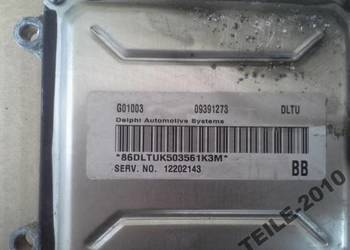 G01003 09391273 DLTU
Delphi Automotive Systems
*86DLTUK503561K3M*
SERV. NO. 12202143 BB
TEILE-2010